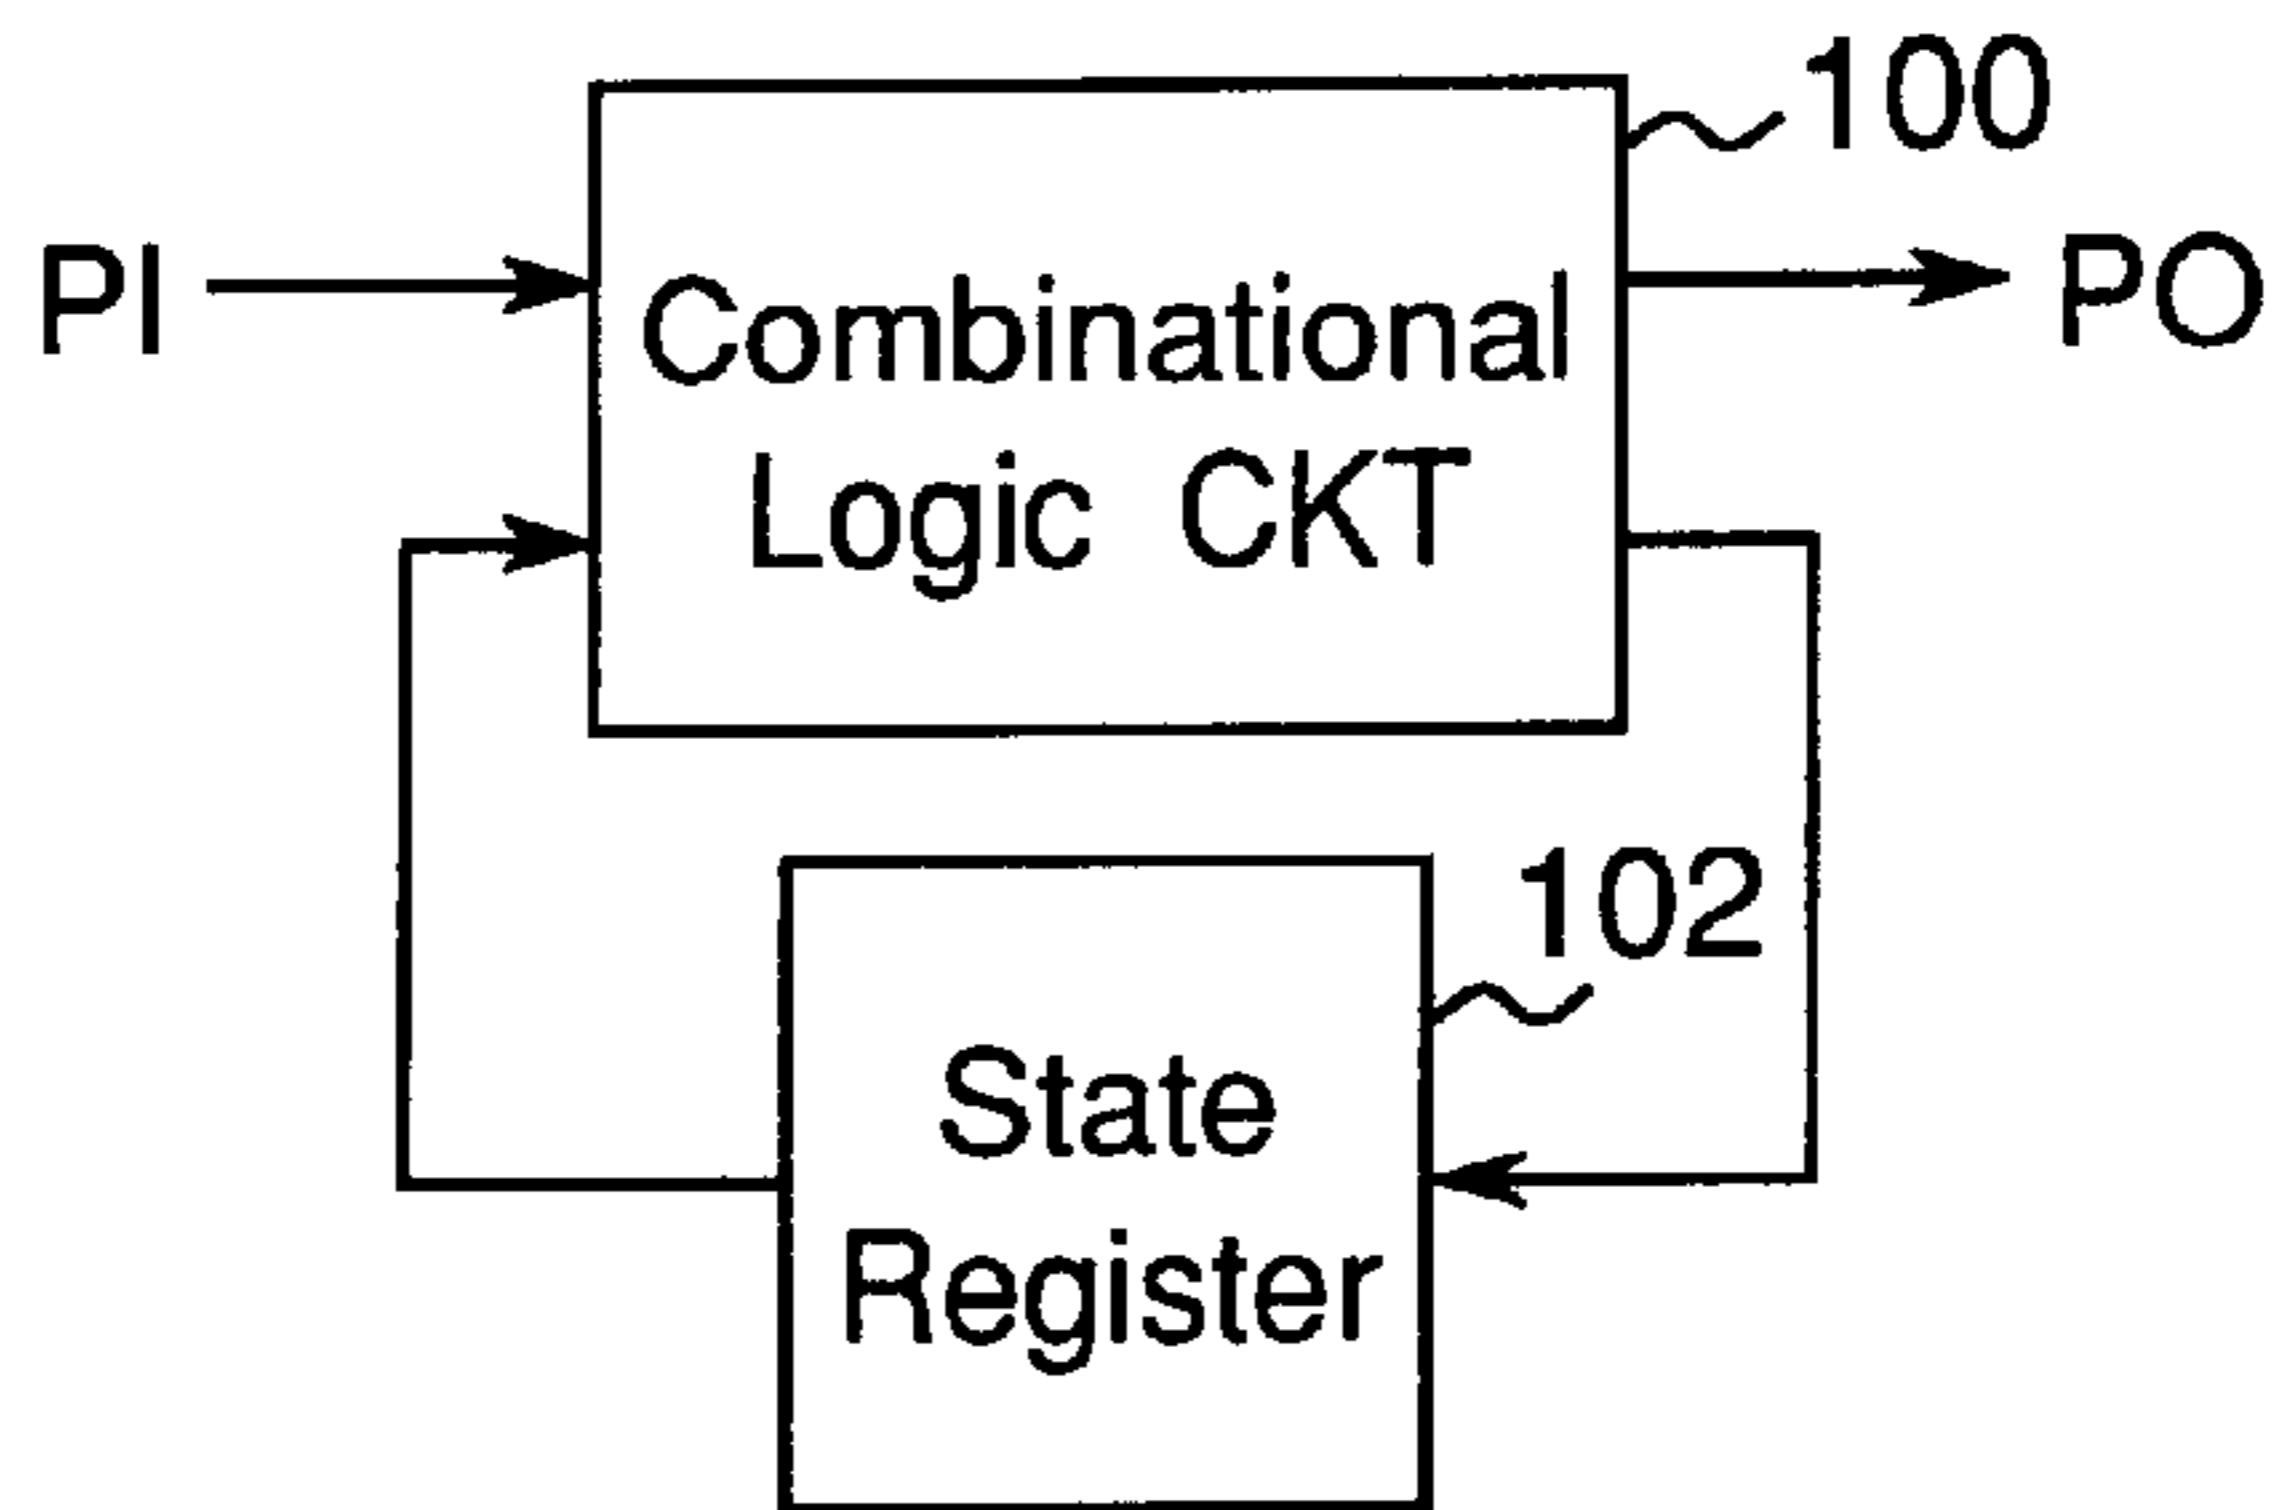 100
PI
PO
Combinational
Logic CKT
102
State
Register